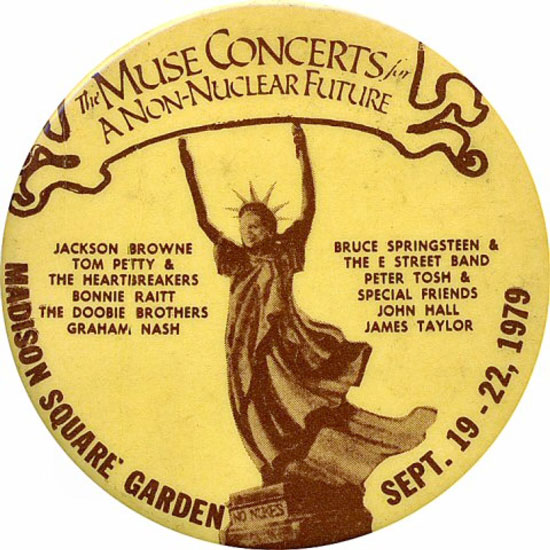 The MUSE CONCERTS for
A NON-NUCLEAR FUTURE
JACKSON BROWNE
TOM PETTY &
THE HEARTBREAKERS
BONNIE RAITT
THE DOOBIE BROTHERS
GRAHAM NASH
BRUCE SPRINGSTEEN &
THE E STREET BAND
PETER TOSH &
SPECIAL FRIENDS
JOHN HALL
JAMES TAYLOR
MADISON SQUARE GARDEN
SEPT. 19 - 22, 1979
NO NUKES